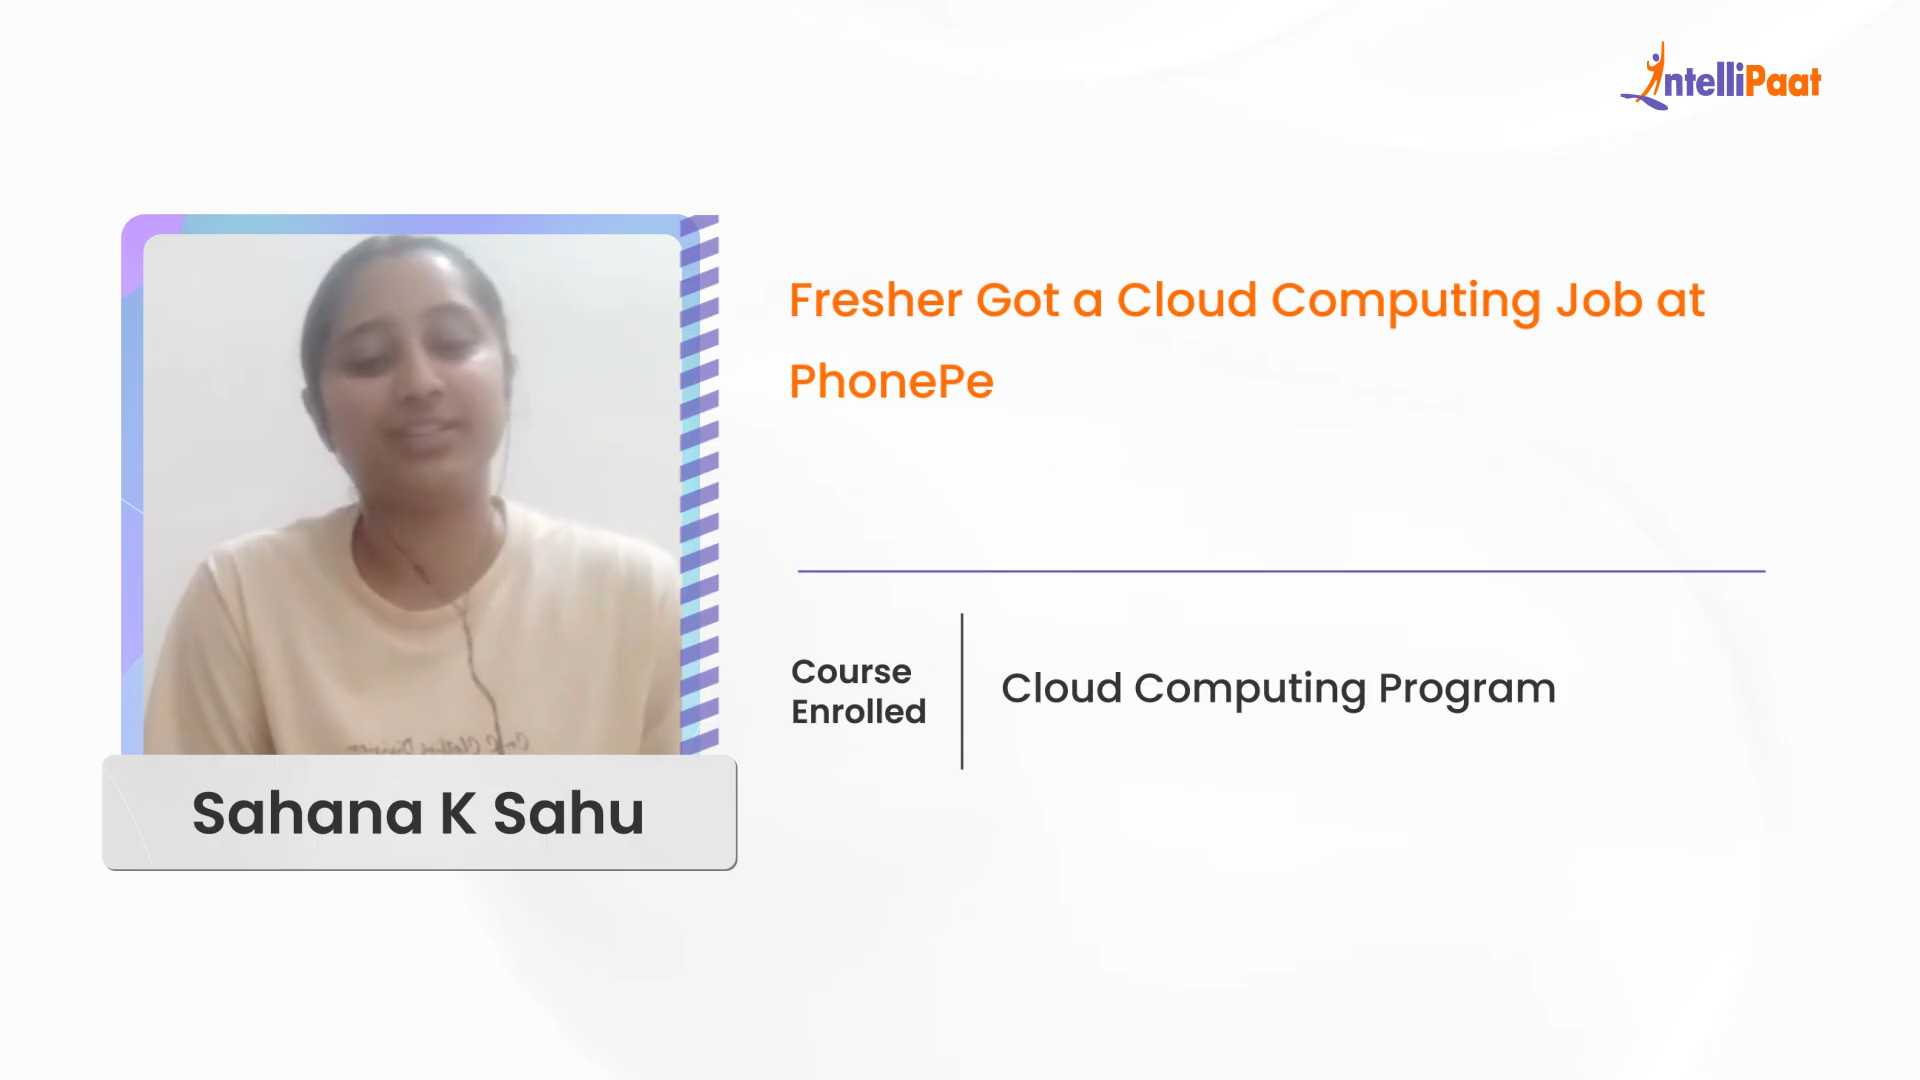 IntelliPaat
Fresher Got a Cloud Computing Job at
PhonePe
Course
Enrolled
Cloud Computing Program
Sahana K Sahu